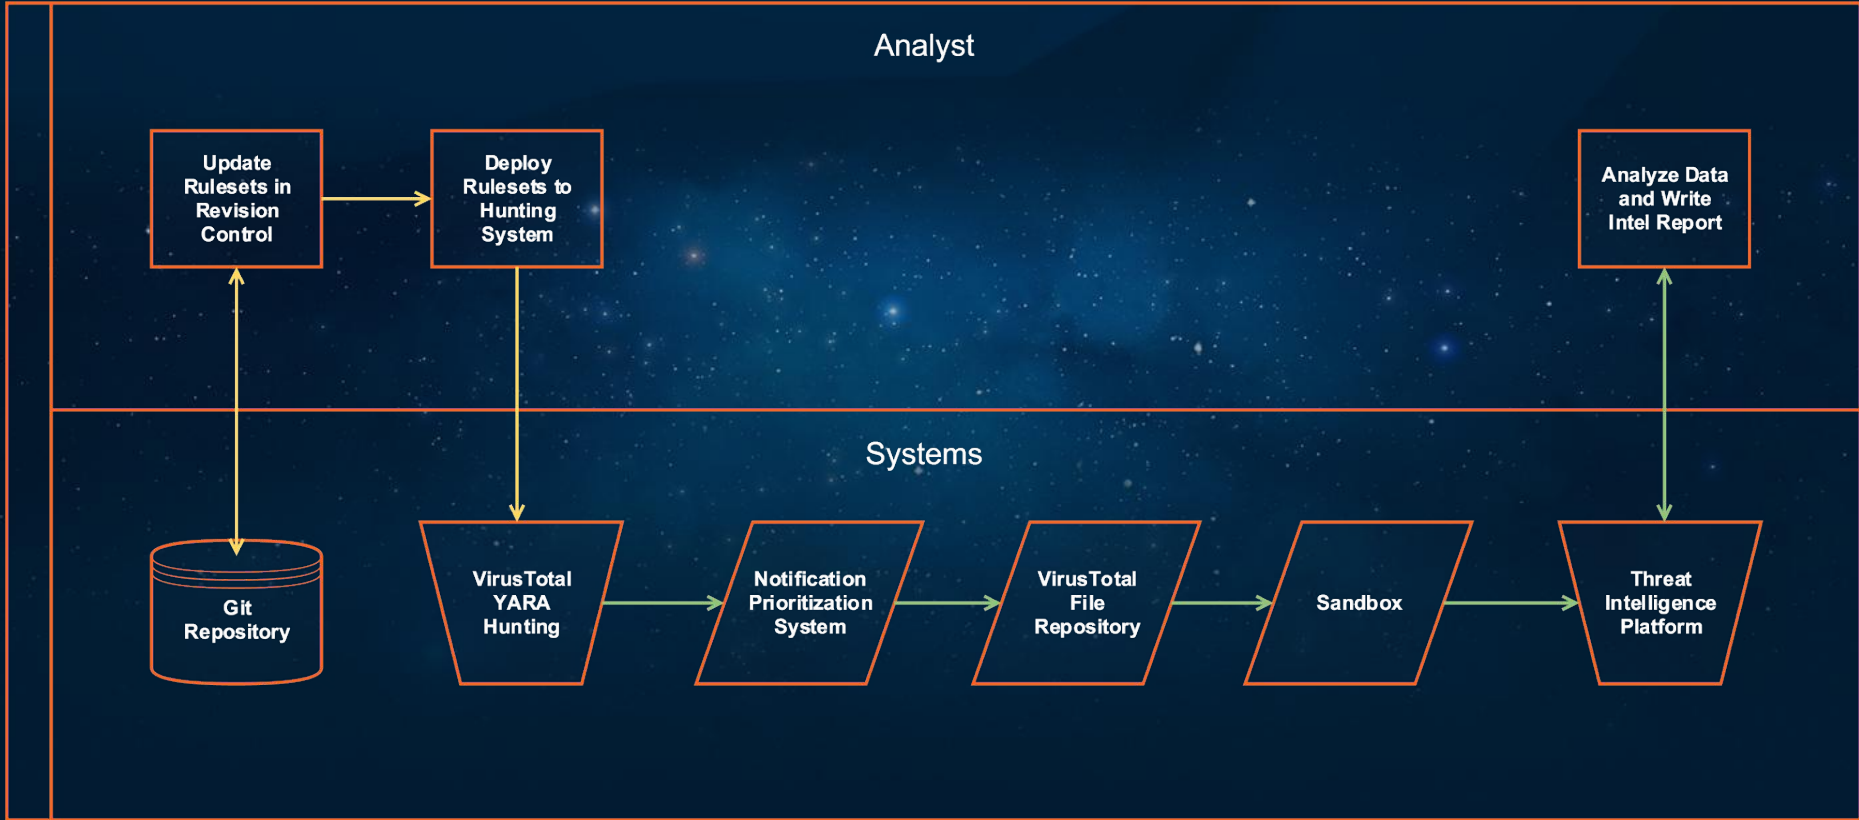 Analyst
Update
Rulesets in
Revision
Control
Deploy
Rulesets to
Hunting
System
Analyze Data
and Write
Intel Report
Systems
Git
Repository
VirusTotal
YARA
Hunting
Notification
Prioritization
System
VirusTotal
File
Repository
Sandbox
Threat
Intelligence
Platform